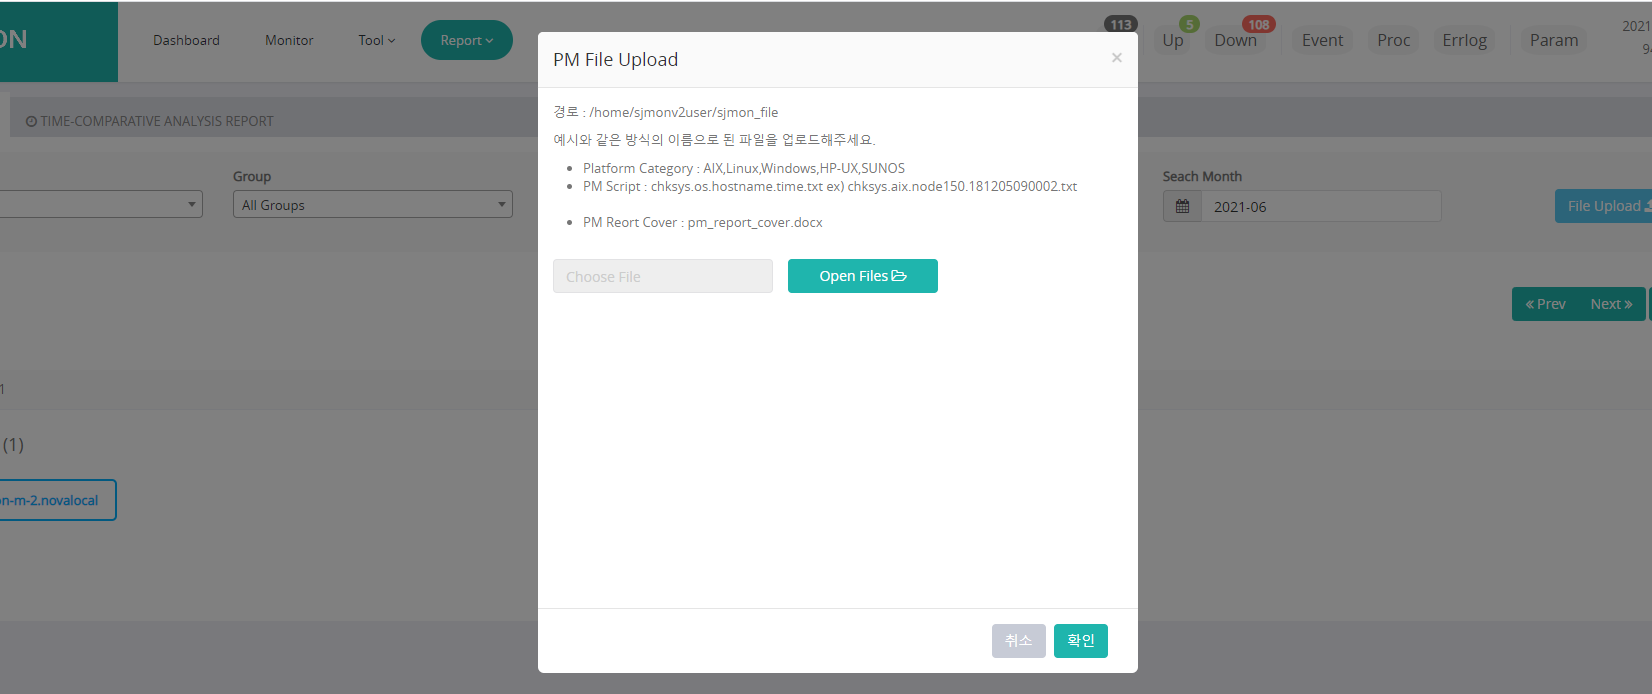 ON
Dashboard
Monitor
Tool
Report
113
Up
5
Down
108
Event
Proc
Errlog
Param
2021
94
TIME-COMPARATIVE ANALYSIS REPORT
Group
All Groups
Seach Month
2021-06
File Upload
Prev
Next
1
(1)
on-m-2.novalocal
PM File Upload
×
경로 : /home/sjmonv2user/sjmon_file
예시와 같은 방식의 이름으로 된 파일을 업로드해주세요.
Platform Category : AIX,Linux,Windows,HP-UX,SUNOS
PM Script : chksys.os.hostname.time.txt ex) chksys.aix.node150.181205090002.txt
PM Reort Cover : pm_report_cover.docx
Choose File
Open Files
취소
확인